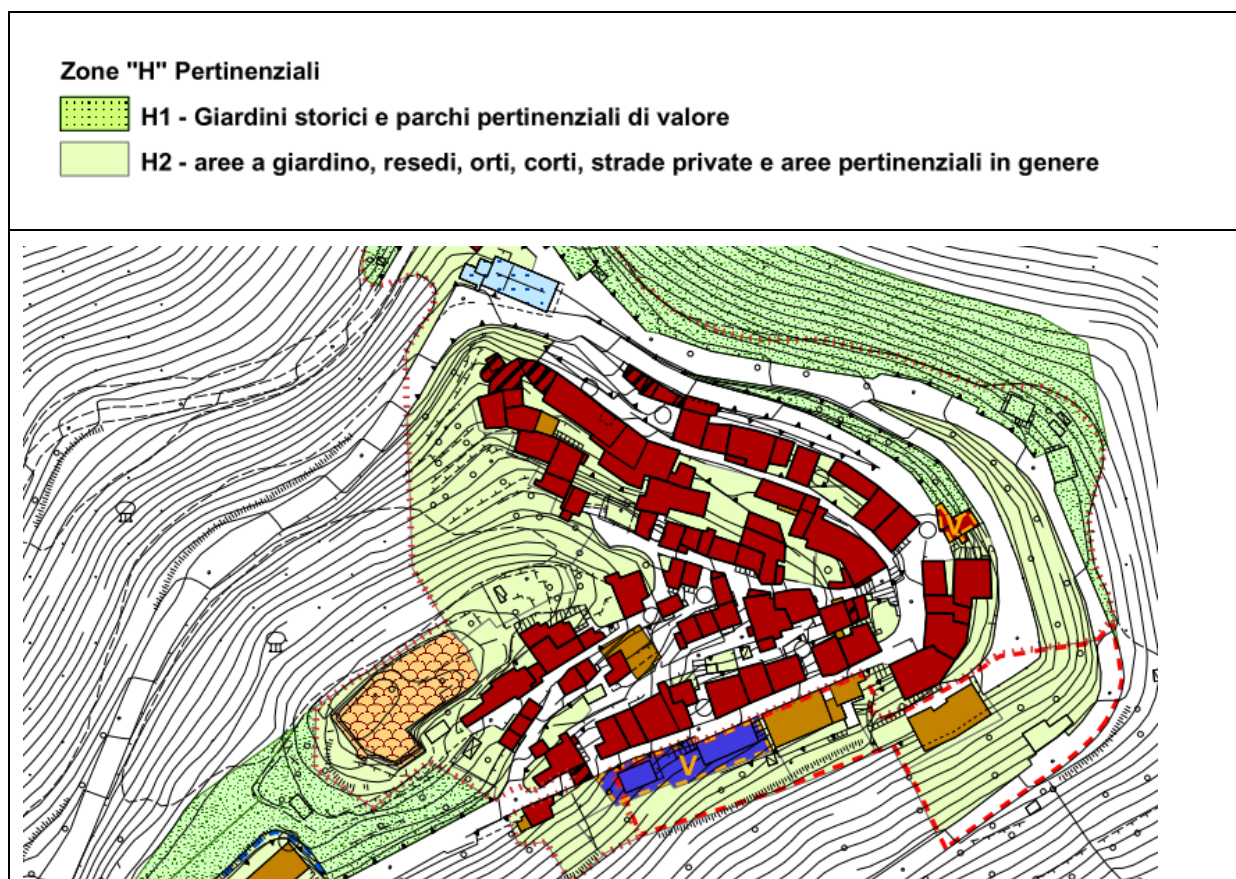 Zone "H" Pertinenziali
H1 - Giardini storici e parchi pertinenziali di valore
H2 - aree a giardino, resedi, orti, corti, strade private e aree pertinenziali in genere
V
V